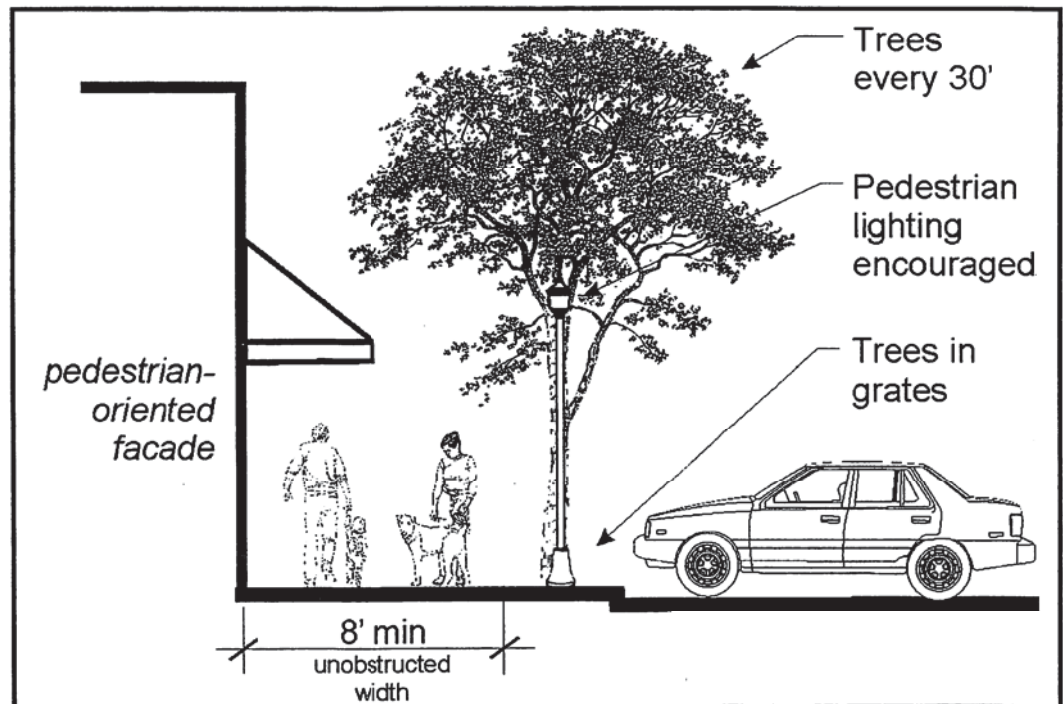 Trees
every 30'
Pedestrian
lighting
encouraged
Trees in
grates
pedestrian-
oriented
facade
8' min
unobstructed
width